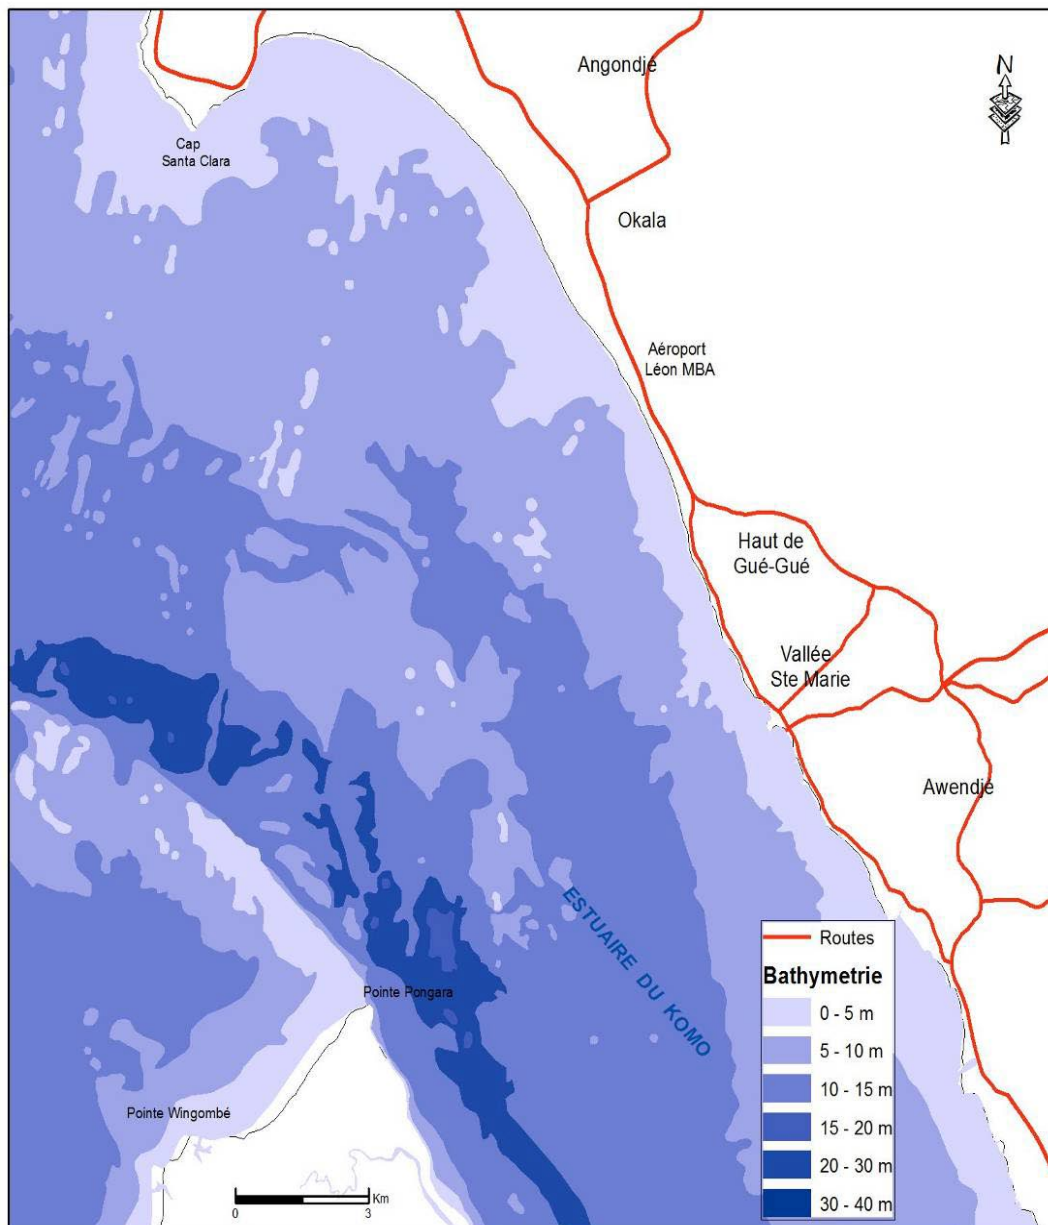 Angondjé
N
Cap
Santa Clara
Okala
Aéroport
Léon MBA
Haut de
Gué-Gué
Vallée
Ste Marie
Awendjé
ESTUAIRE DU KOMO
Pointe Pongara
Pointe Wingombé
Routes
Bathymetrie
0 - 5 m
5 - 10 m
10 - 15 m
15 - 20 m
20 - 30 m
30 - 40 m
Km
0 3